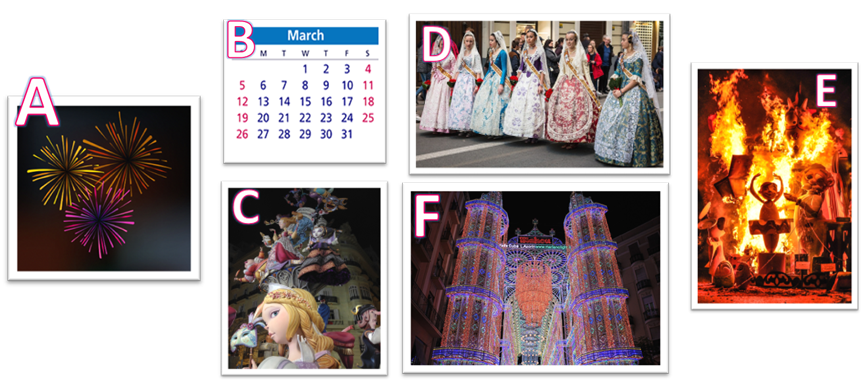 A
B
March
M T W T F S
1 2 3 4
5 6 7 8 9 10 11
12 13 14 15 16 17 18
19 20 21 22 23 24 25
26 27 28 29 30 31
C
D
E
F